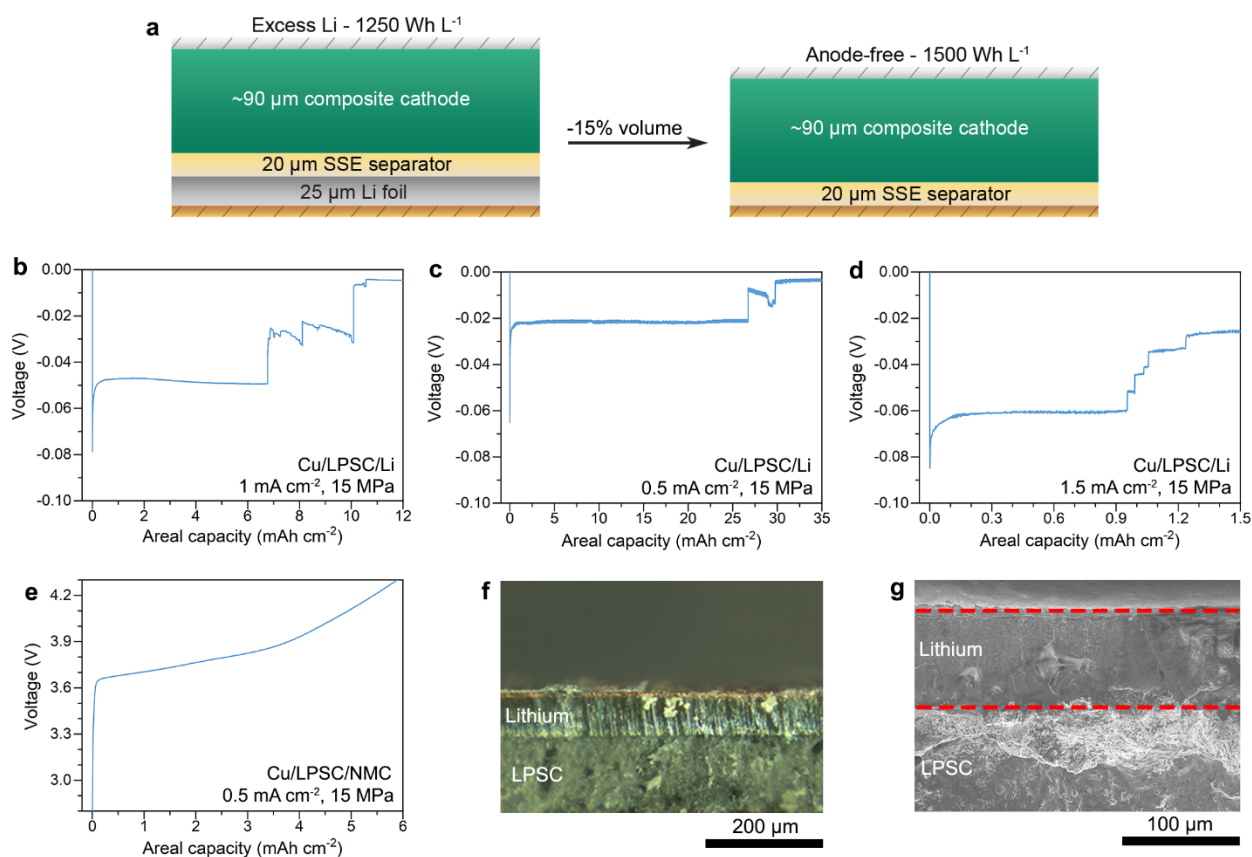 a
Excess Li - 1250 Wh L⁻¹
~90 µm composite cathode
20 µm SSE separator
25 µm Li foil
-15% volume
Anode-free - 1500 Wh L⁻¹
~90 µm composite cathode
20 µm SSE separator
b
0.00
-0.02
-0.04
-0.06
-0.08
-0.10
Voltage (V)
0 2 4 6 8 10 12
Areal capacity (mAh cm⁻²)
Cu/LPSC/Li
1 mA cm⁻², 15 MPa
c
0.00
-0.02
-0.04
-0.06
-0.08
-0.10
Voltage (V)
0 5 10 15 20 25 30 35
Areal capacity (mAh cm⁻²)
Cu/LPSC/Li
0.5 mA cm⁻², 15 MPa
d
0.00
-0.02
-0.04
-0.06
-0.08
-0.10
Voltage (V)
0.0 0.3 0.6 0.9 1.2 1.5
Areal capacity (mAh cm⁻²)
Cu/LPSC/Li
1.5 mA cm⁻², 15 MPa
e
4.2
3.9
3.6
3.3
3.0
Voltage (V)
0 1 2 3 4 5 6
Areal capacity (mAh cm⁻²)
Cu/LPSC/NMC
0.5 mA cm⁻², 15 MPa
f
Lithium
LPSC
200 µm
g
Lithium
LPSC
100 µm